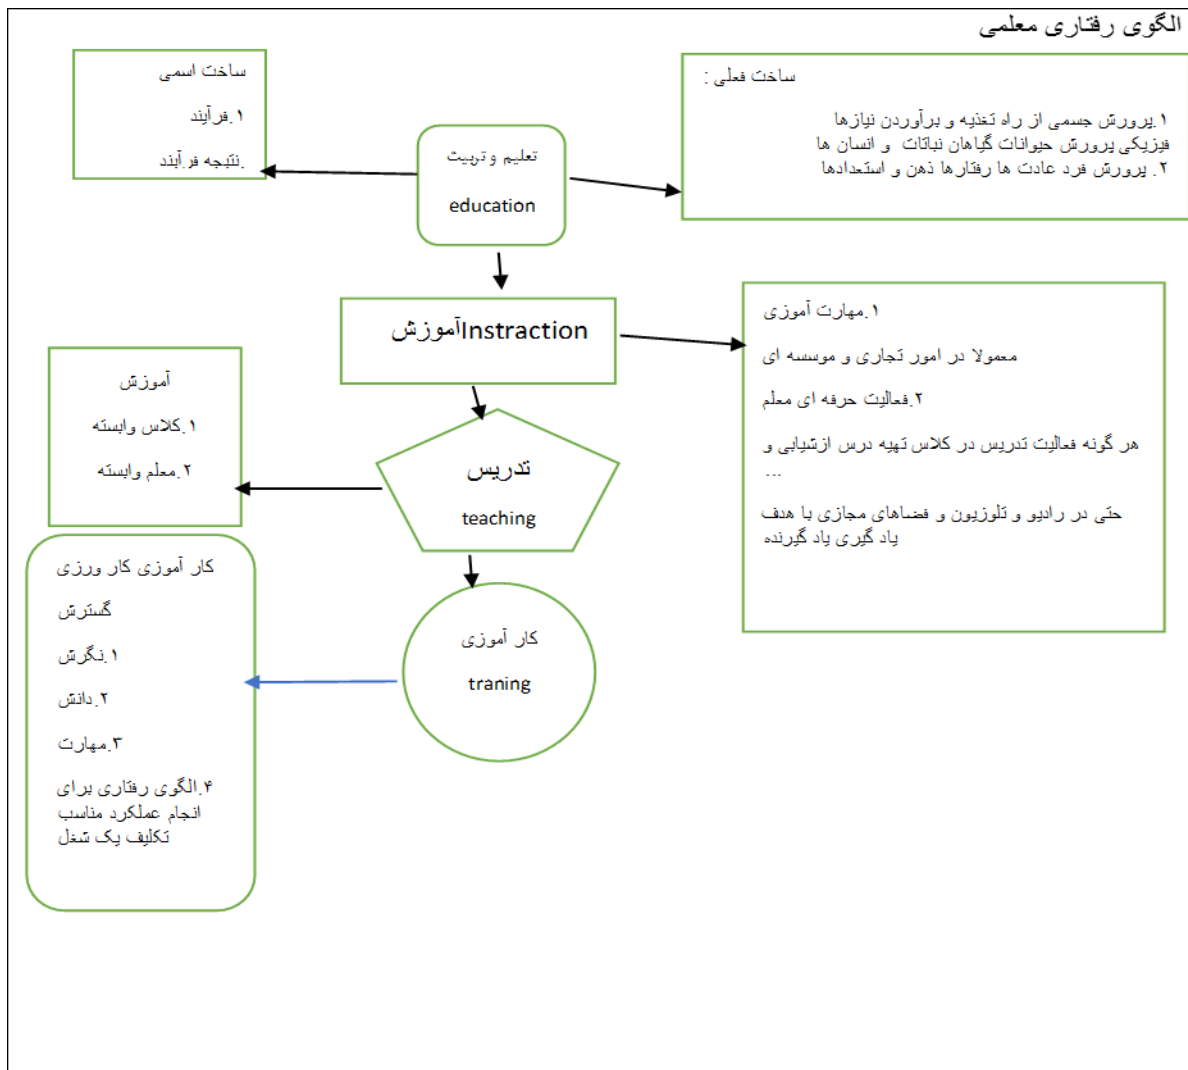 الگوی رفتاری معلمی
ساخت فعلی :
۱.پرورش جسمی از راه تغذیه و برآوردن نیازها
فیزیکی پرورش حیوانات گیاهان نباتات و انسان ها
۲. پرورش فرد عادت ها رفتارها ذهن و استعدادها
ساخت اسمی
۱.فرآیند
.نتیجه فرآیند
تعلیم و تربیت
education
آموزشInstraction
۱.مهارت آموزی
معمولا در امور تجاری و موسسه ای
۲.فعالیت حرفه ای معلم
هر گونه فعالیت تدریس در کلاس تهیه درس ازشیابی و
...
حتی در رادیو و تلوزیون و فضاهای مجازی با هدف
یاد گیری یاد گیرنده
تدریس
teaching
آموزش
۱.کلاس وابسته
۲.معلم وابسته
کار آموزی
traning
کار آموزی کار ورزی
گسترش
۱.نگرش
۲.دانش
۳.مهارت
۴.الگوی رفتاری برای
انجام عملکرد مناسب
تکلیف یک شغل